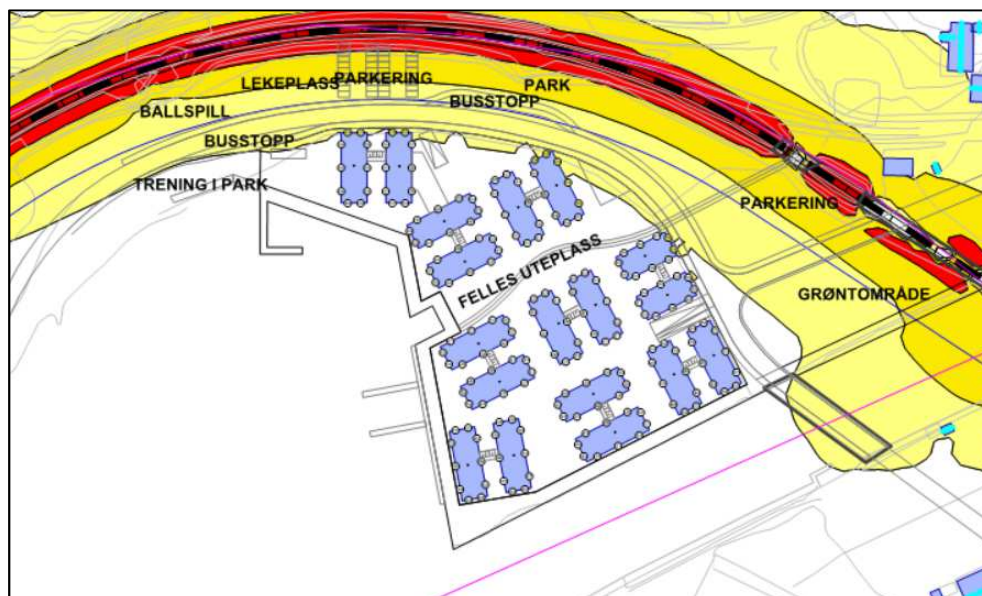 LEKEPLASS
PARKERING
PARK
BUSSTOPP
BALLSPILL
BUSSTOPP
TRENING I PARK
PARKERING
FELLES UTEPLASS
GRØNTOMRÅDE